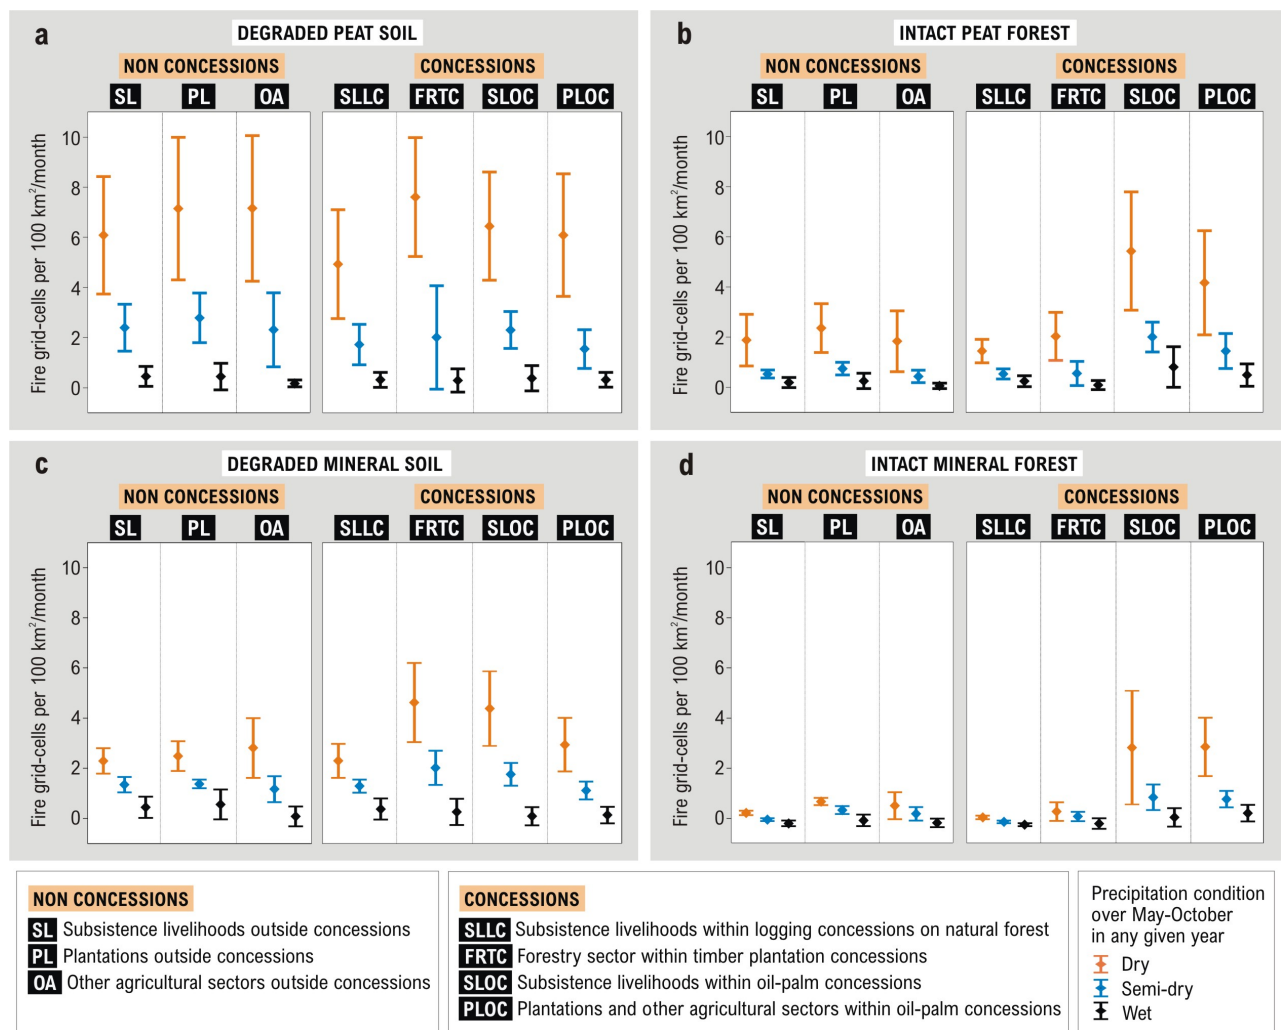 a
DEGRADED PEAT SOIL
NON CONCESSIONS
CONCESSIONS
SL PL OA SLLC FRTC SLOC PLOC
Fire grid-cells per 100 km²/month
10
8
6
4
2
0
b
INTACT PEAT FOREST
NON CONCESSIONS
CONCESSIONS
SL PL OA SLLC FRTC SLOC PLOC
Fire grid-cells per 100 km²/month
10
8
6
4
2
0
c
DEGRADED MINERAL SOIL
NON CONCESSIONS
CONCESSIONS
SL PL OA SLLC FRTC SLOC PLOC
Fire grid-cells per 100 km²/month
10
8
6
4
2
0
d
INTACT MINERAL FOREST
NON CONCESSIONS
CONCESSIONS
SL PL OA SLLC FRTC SLOC PLOC
Fire grid-cells per 100 km²/month
10
8
6
4
2
0
NON CONCESSIONS
SL Subsistence livelihoods outside concessions
PL Plantations outside concessions
OA Other agricultural sectors outside concessions
CONCESSIONS
SLLC Subsistence livelihoods within logging concessions on natural forest
FRTC Forestry sector within timber plantation concessions
SLOC Subsistence livelihoods within oil-palm concessions
PLOC Plantations and other agricultural sectors within oil-palm concessions
Precipitation condition
over May-October
in any given year
Dry
Semi-dry
Wet